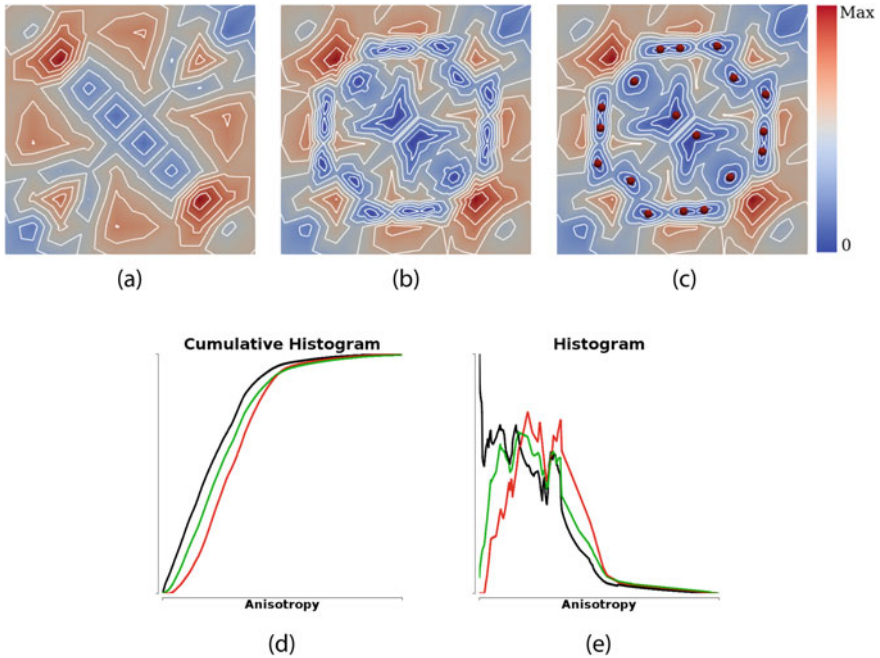 Max
0
(a)
(b)
(c)
Cumulative Histogram
Histogram
Anisotropy
Anisotropy
(d)
(e)